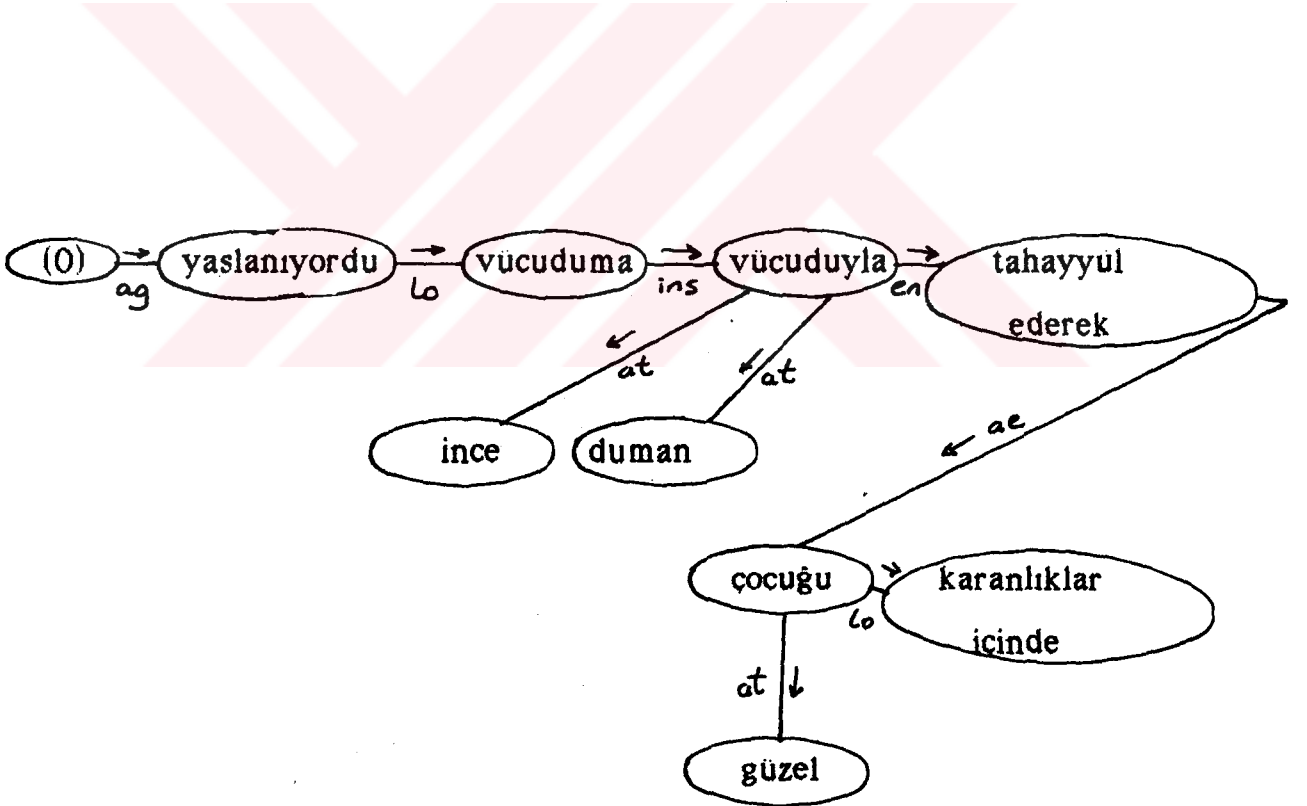 (O) yaslanıyordu vücuduma vücuduyla tahayyül
ederek
ag lo ins en
at at
ince duman
ae
çocuğu karanlıklar
içinde
lo
at
güzel